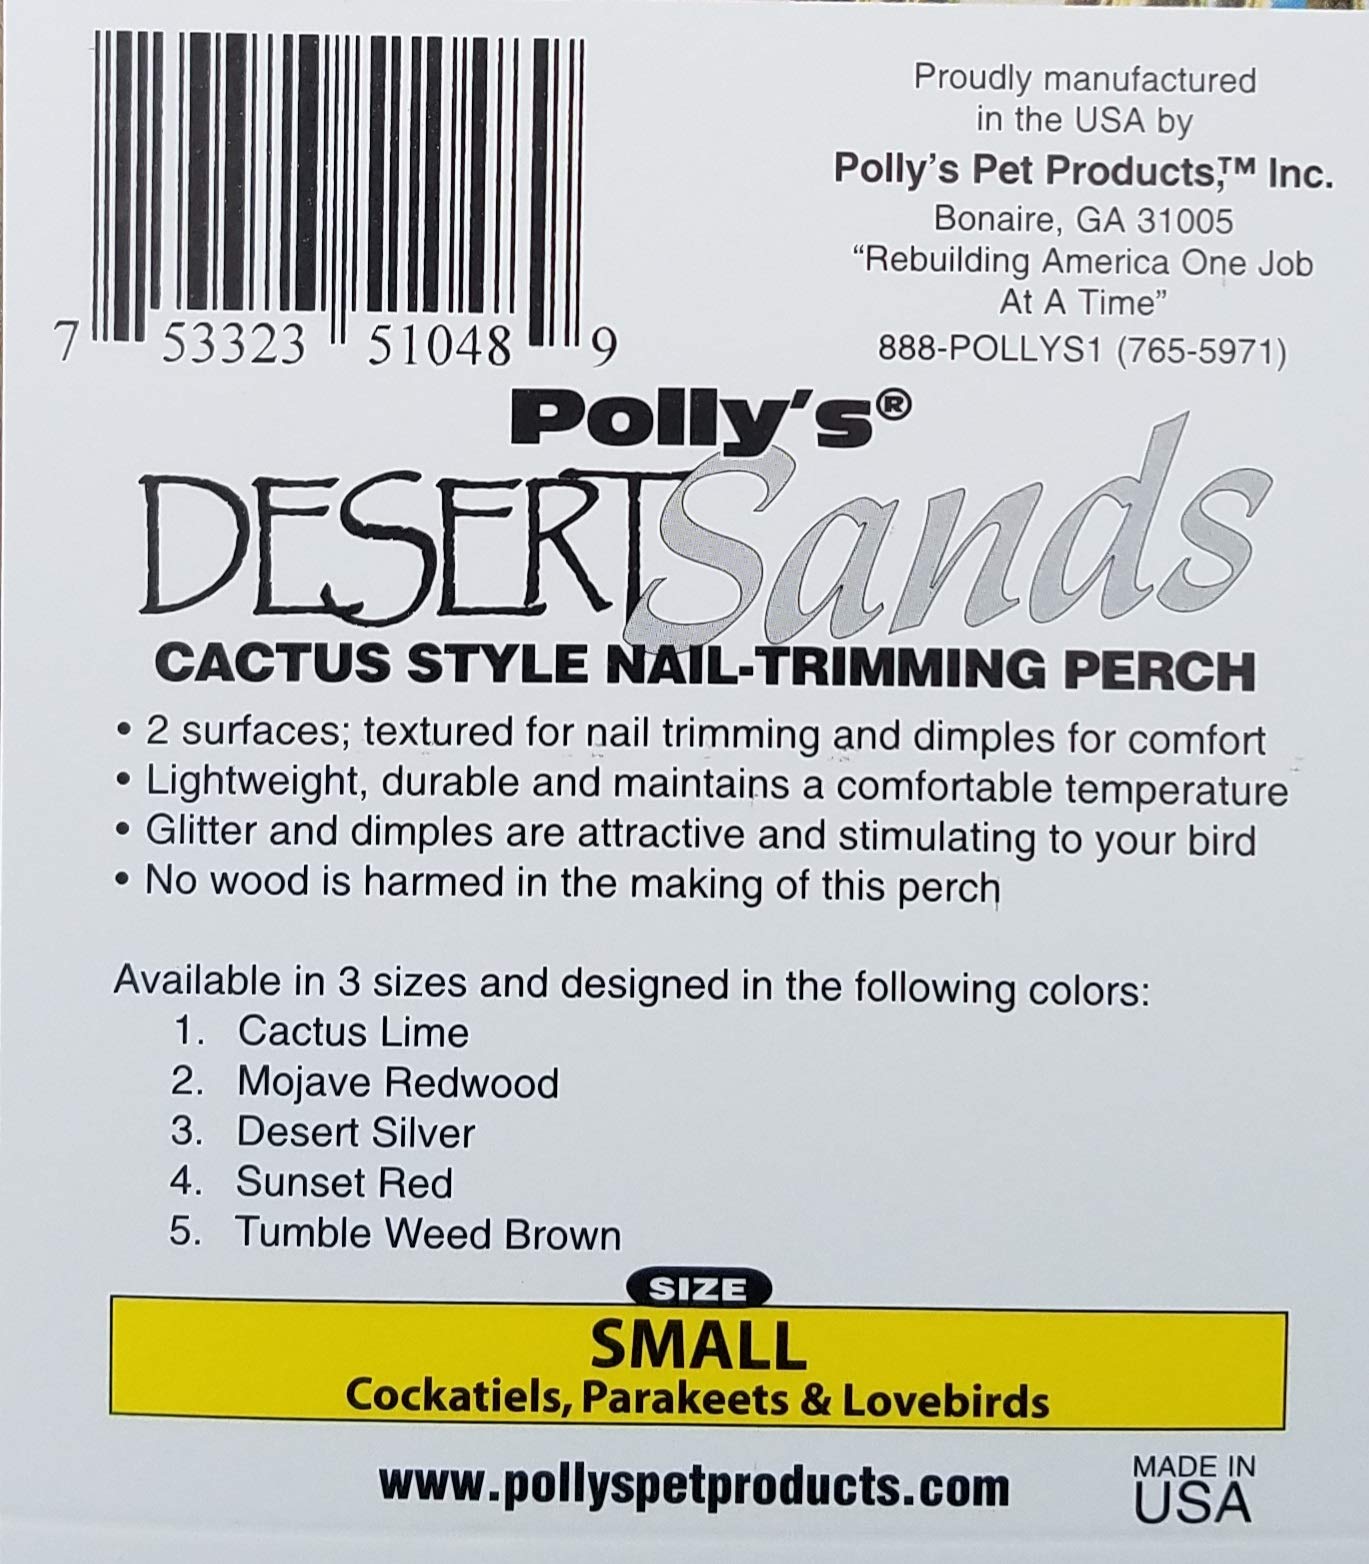 7 53323 51048 9
Proudly manufactured
in the USA by
Polly's Pet Products,™ Inc.
Bonaire, GA 31005
“Rebuilding America One Job
At A Time”
888-POLLYS1 (765-5971)
Polly's®
DESERT Sands
CACTUS STYLE NAIL-TRIMMING PERCH
• 2 surfaces; textured for nail trimming and dimples for comfort
• Lightweight, durable and maintains a comfortable temperature
• Glitter and dimples are attractive and stimulating to your bird
• No wood is harmed in the making of this perch
Available in 3 sizes and designed in the following colors:
1. Cactus Lime
2. Mojave Redwood
3. Desert Silver
4. Sunset Red
5. Tumble Weed Brown
SIZE
SMALL
Cockatiels, Parakeets & Lovebirds
www.pollyspetproducts.com
MADE IN
USA